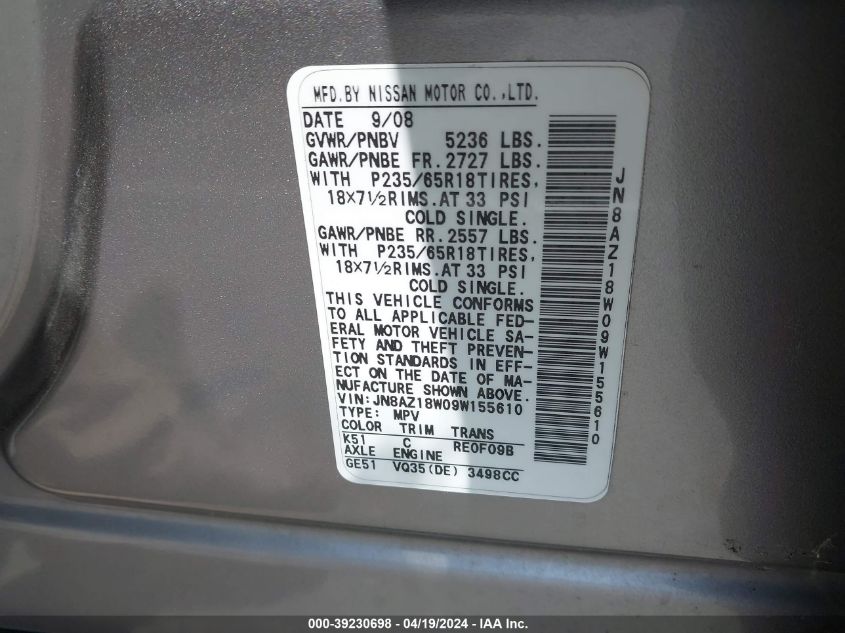 MFD.BY NISSAN MOTOR CO.,LTD.
DATE 9/08
GVWR/PNBV 5236 LBS.
GAWR/PNBE FR.2727 LBS.
WITH P235/65R18TIRES,
18×7½RIMS.AT 33 PSI
COLD SINGLE.
GAWR/PNBE RR.2557 LBS.
WITH P235/65R18TIRES,
18×7½RIMS.AT 33 PSI
COLD SINGLE.
THIS VEHICLE CONFORMS
TO ALL APPLICABLE FED-
ERAL MOTOR VEHICLE SA-
FETY AND THEFT PREVEN-
TION STANDARDS IN EFF-
ECT ON THE DATE OF MA-
NUFACTURE SHOWN ABOVE.
VIN:JN8AZ18W09W155610
TYPE: MPV
COLOR TRIM TRANS
K51 C RE0F09B
AXLE ENGINE
GE51 VQ35(DE) 3498CC
JN8AZ18W09W155610
000-39230698 - 04/19/2024 - IAA Inc.